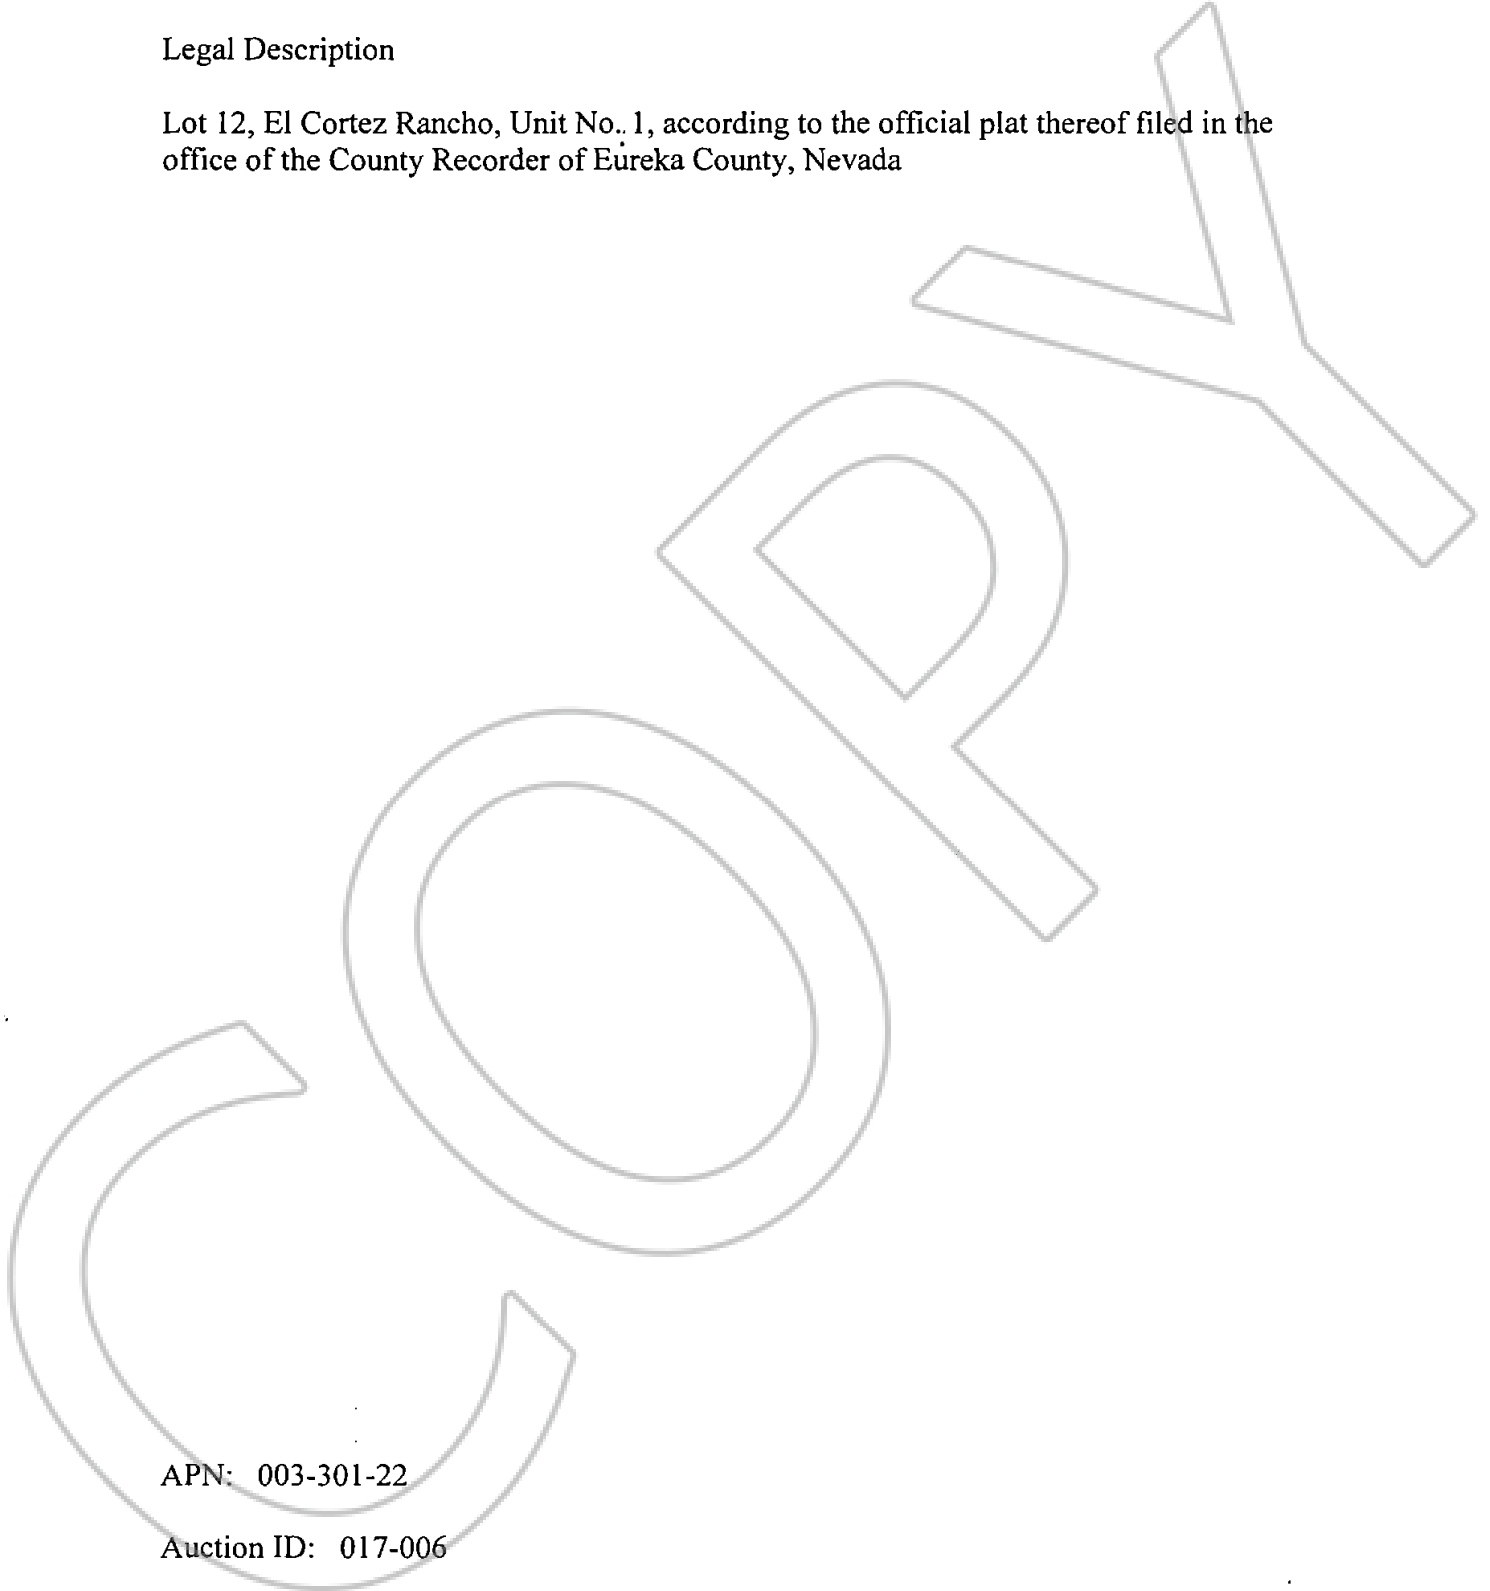 Legal Description
Lot 12, El Cortez Rancho, Unit No. 1, according to the official plat thereof filed in the
office of the County Recorder of Eureka County, Nevada
COPY
APN: 003-301-22
Auction ID: 017-006